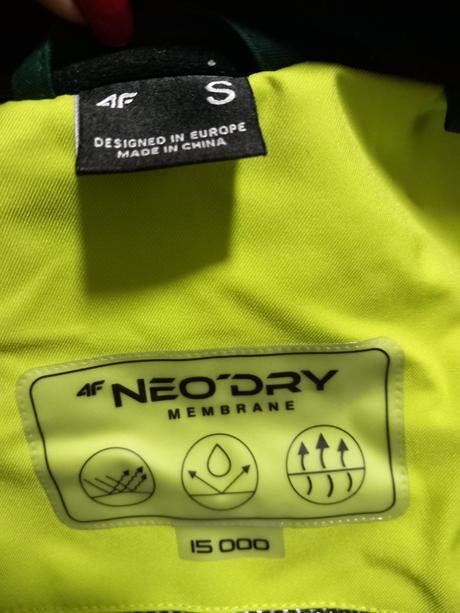 4F S
DESIGNED IN EUROPE
MADE IN CHINA
4F NEO'DRY
MEMBRANE
15 000